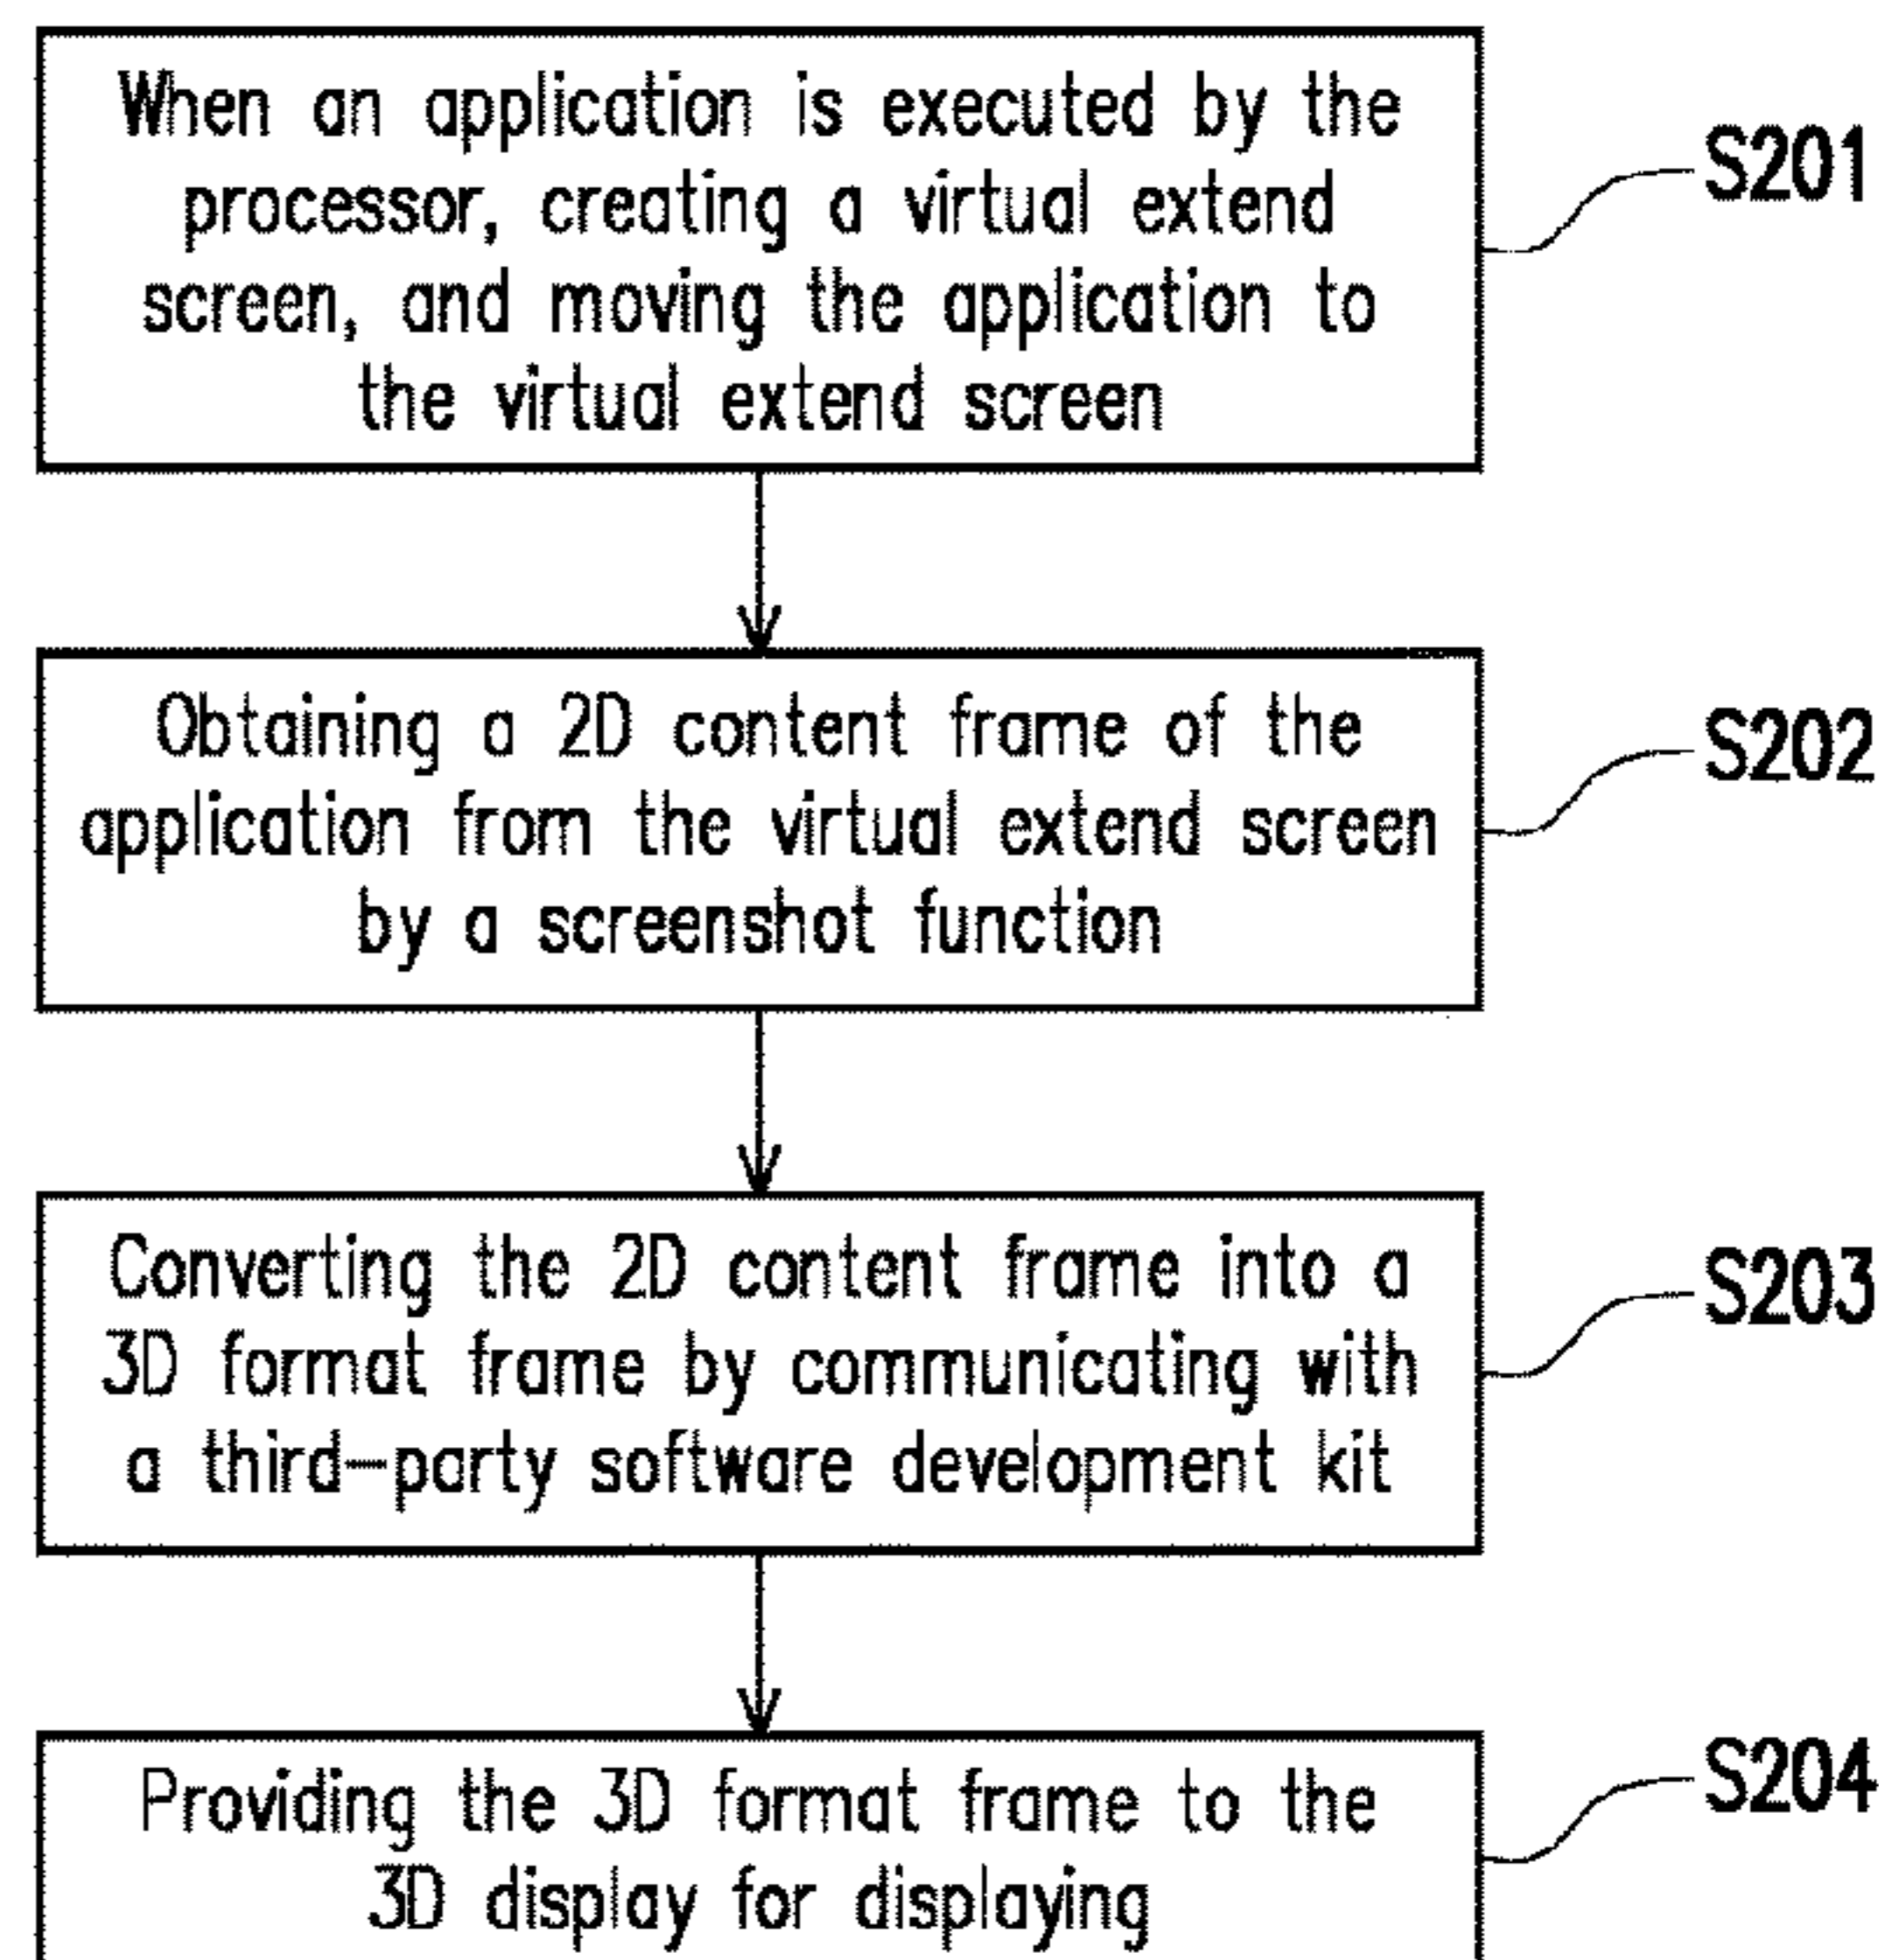 When an application is executed by the
processor, creating a virtual extend
screen, and moving the application to
the virtual extend screen
S201
Obtaining a 2D content frame of the
application from the virtual extend screen
by a screenshot function
S202
Converting the 2D content frame into a
3D format frame by communicating with
a third-party software development kit
S203
Providing the 3D format frame to the
3D display for displaying
S204